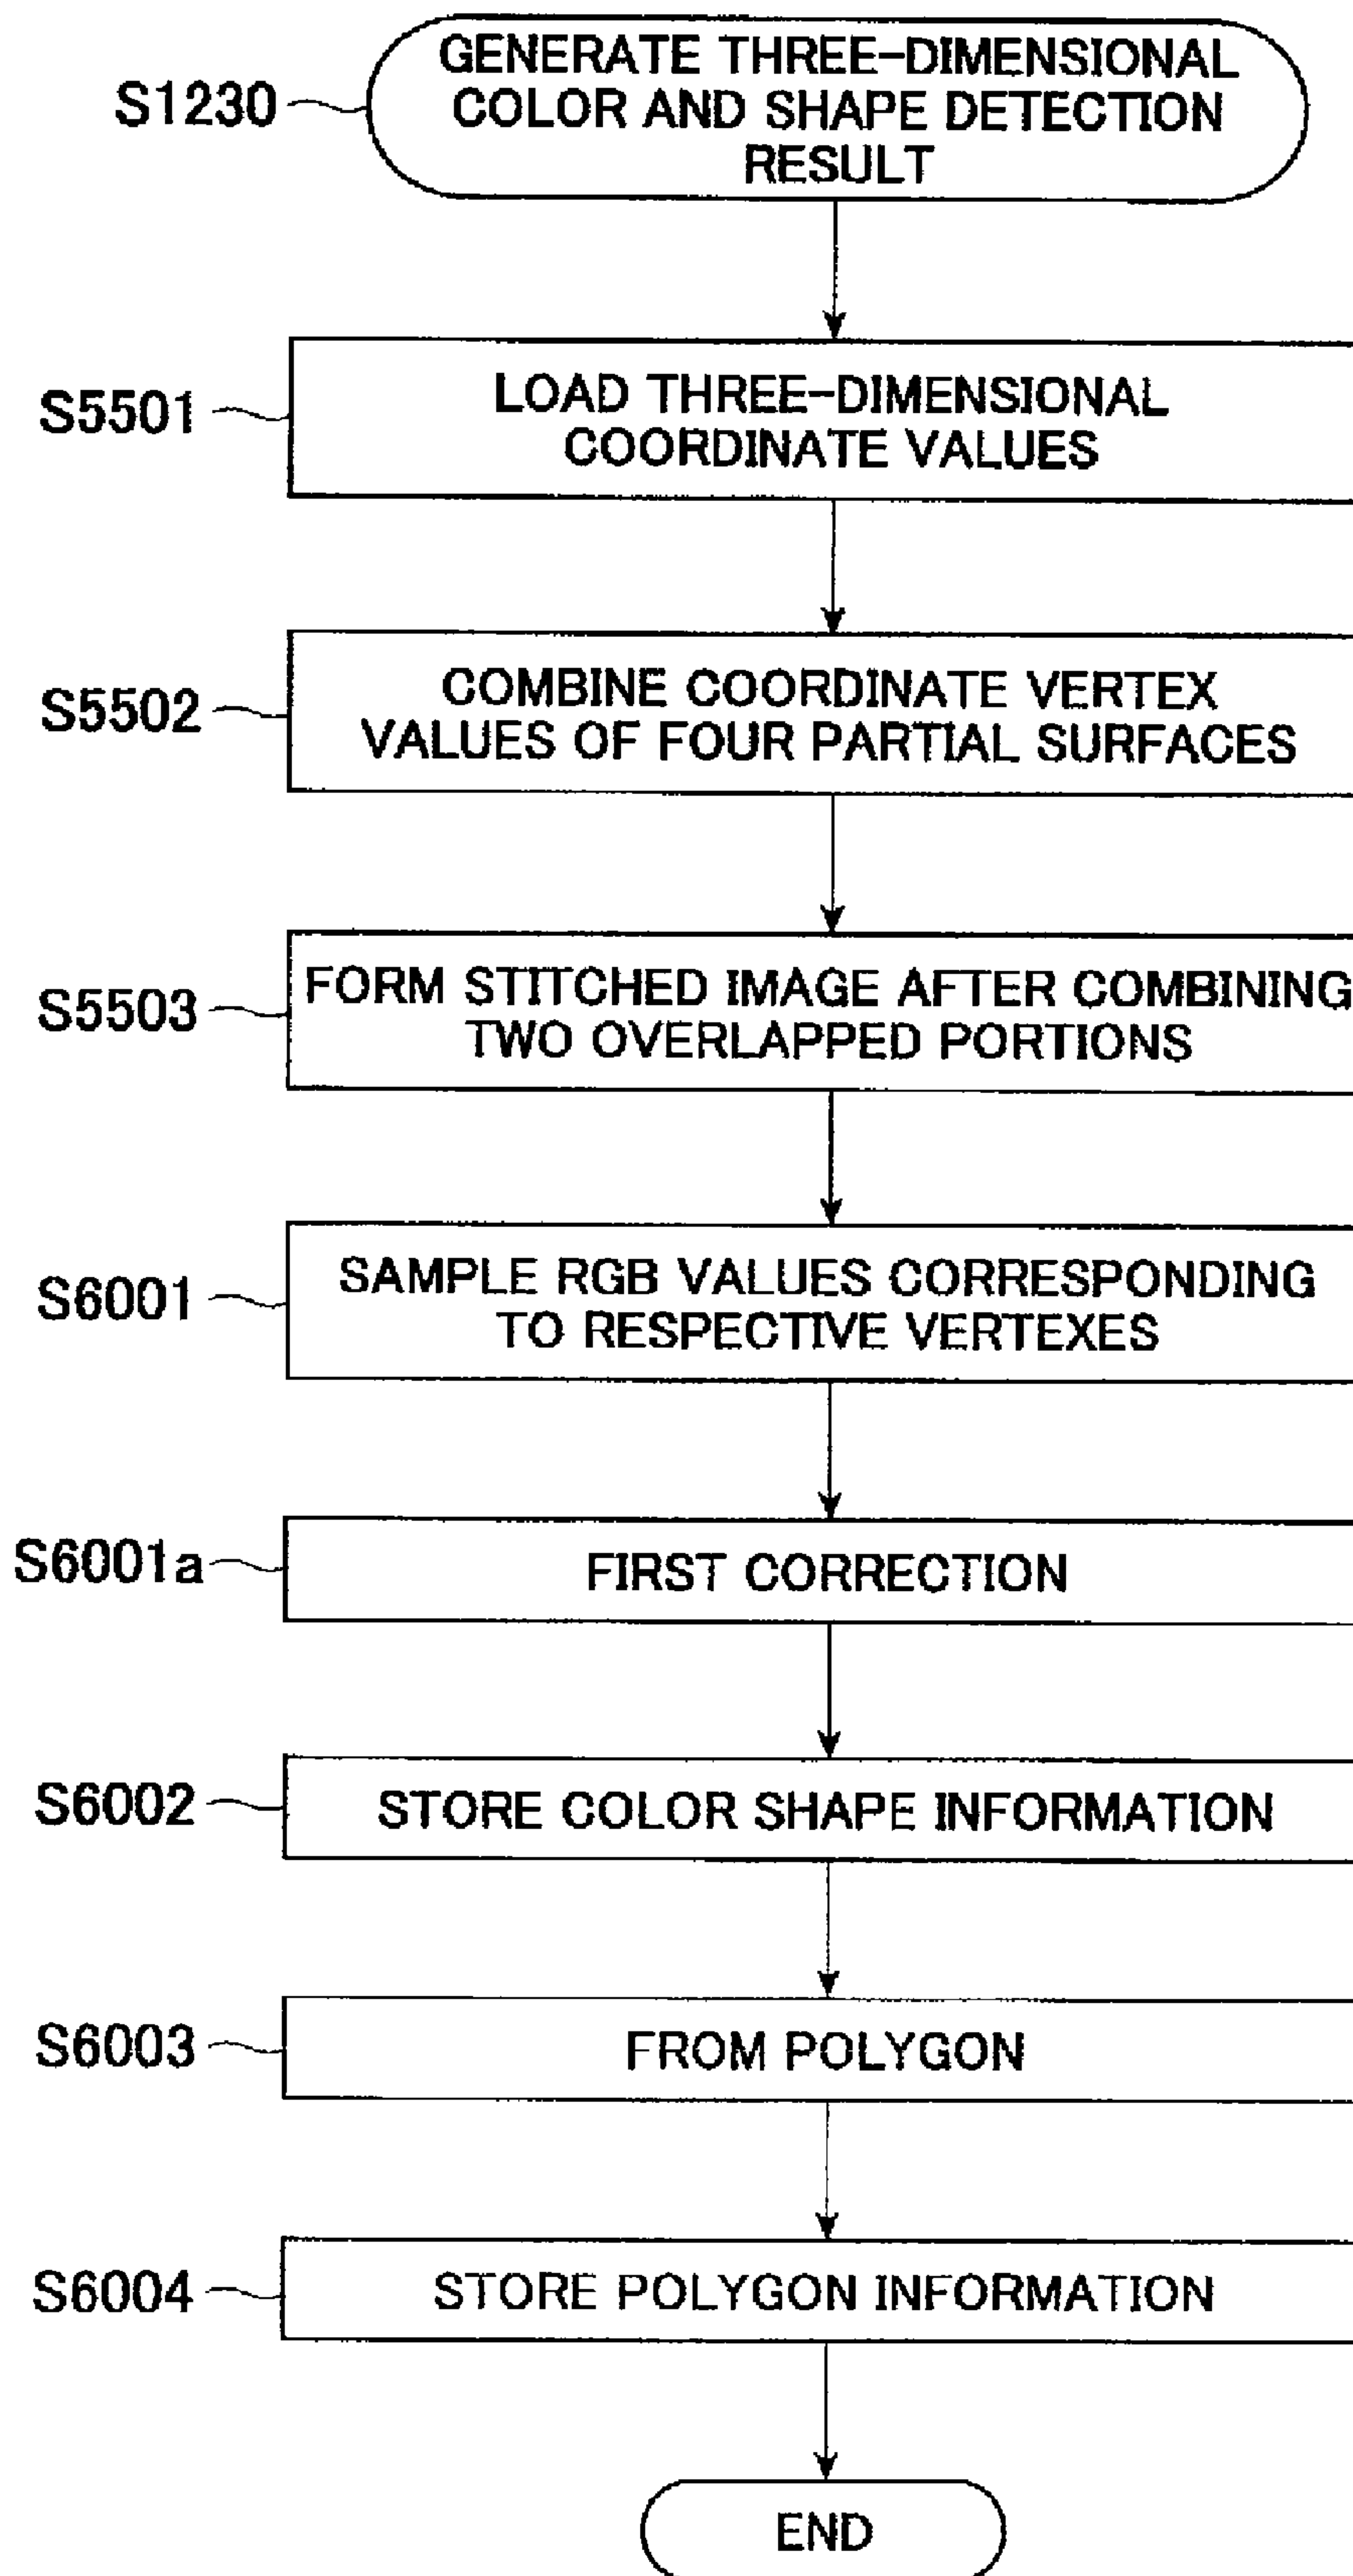 GENERATE THREE-DIMENSIONAL
S1230 COLOR AND SHAPE DETECTION
RESULT
S5501 LOAD THREE-DIMENSIONAL
COORDINATE VALUES
S5502 COMBINE COORDINATE VERTEX
VALUES OF FOUR PARTIAL SURFACES
S5503 FORM STITCHED IMAGE AFTER COMBINING
TWO OVERLAPPED PORTIONS
S6001 SAMPLE RGB VALUES CORRESPONDING
TO RESPECTIVE VERTEXES
S6001a FIRST CORRECTION
S6002 STORE COLOR SHAPE INFORMATION
S6003 FROM POLYGON
S6004 STORE POLYGON INFORMATION
END